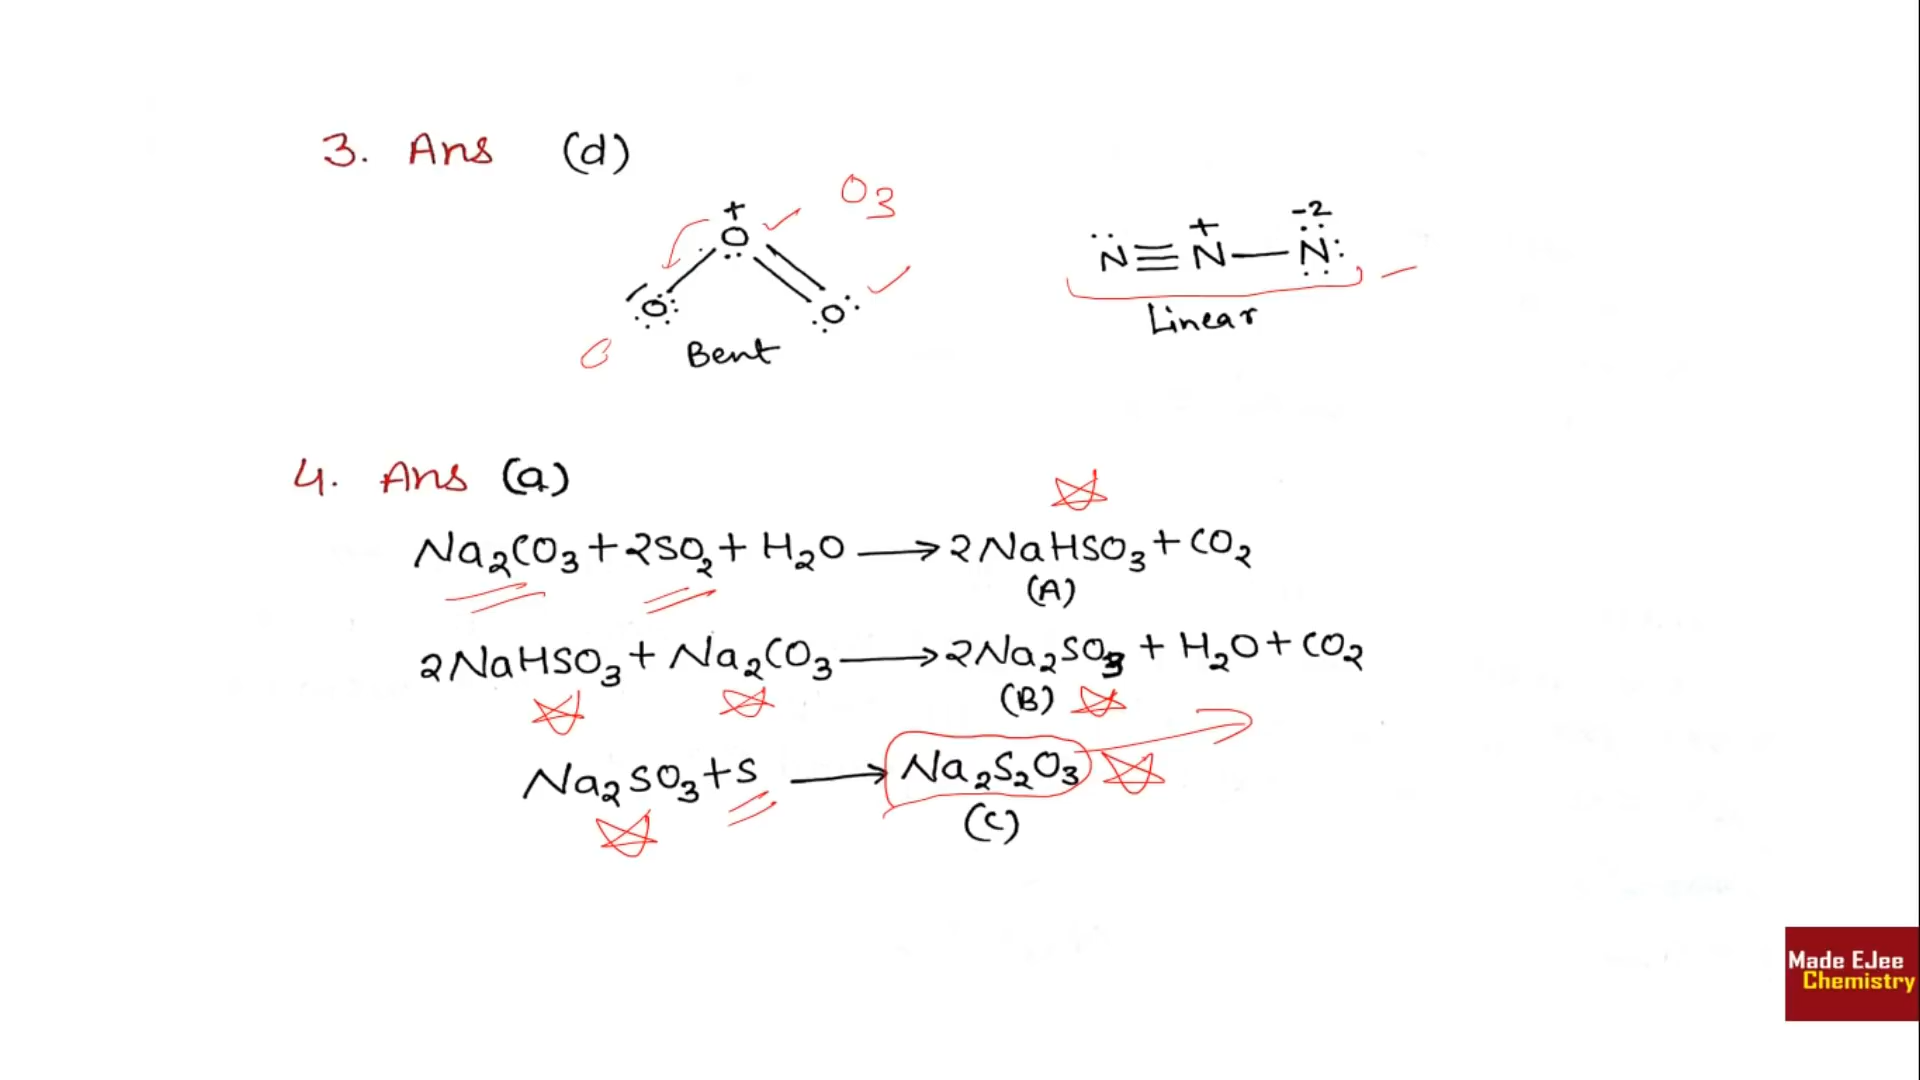 3. Ans (d)
O3
+
O
O
O
Bent
-2
+
N≡N—N
Linear
4. Ans (a)
Na2CO3 + 2SO2 + H2O ⟶ 2NaHSO3 + CO2
(A)
2NaHSO3 + Na2CO3 ⟶ 2Na2SO3 + H2O + CO2
(B)
Na2SO3 + S ⟶ Na2S2O3
(C)
Made EJee
Chemistry